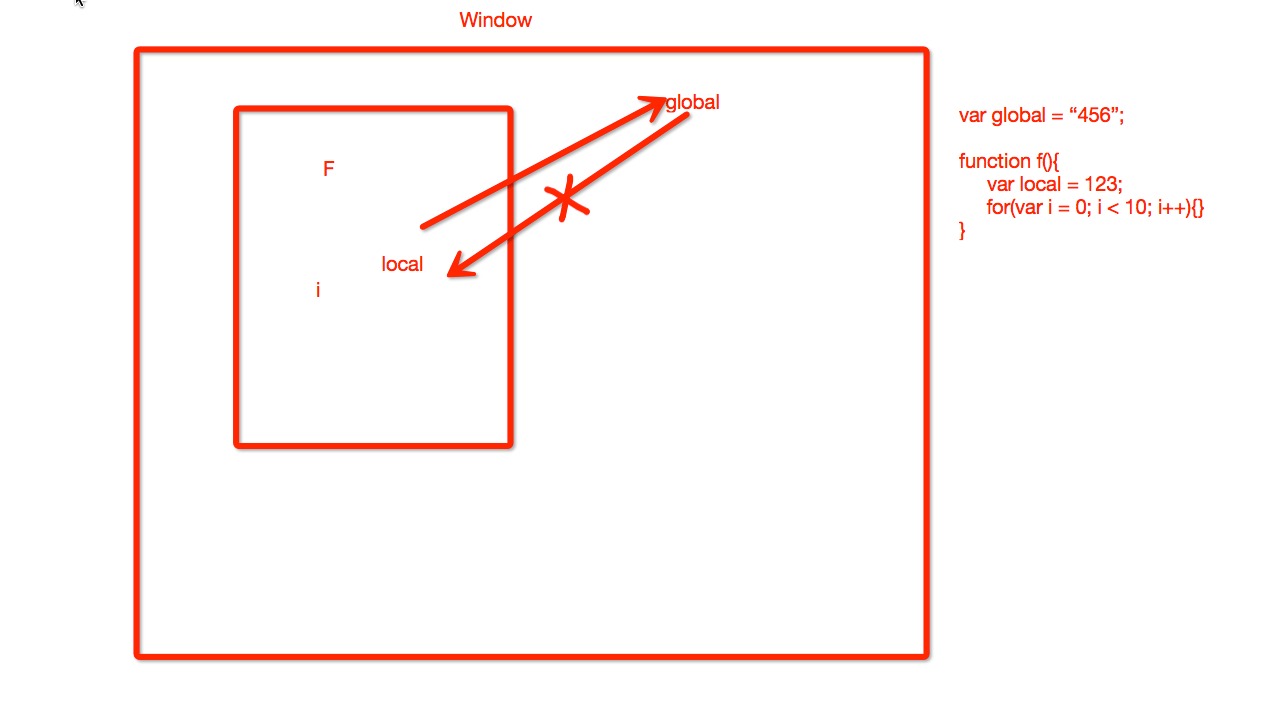 Window
global
F
local
i
var global = “456”;
function f(){
var local = 123;
for(var i = 0; i < 10; i++){}
}